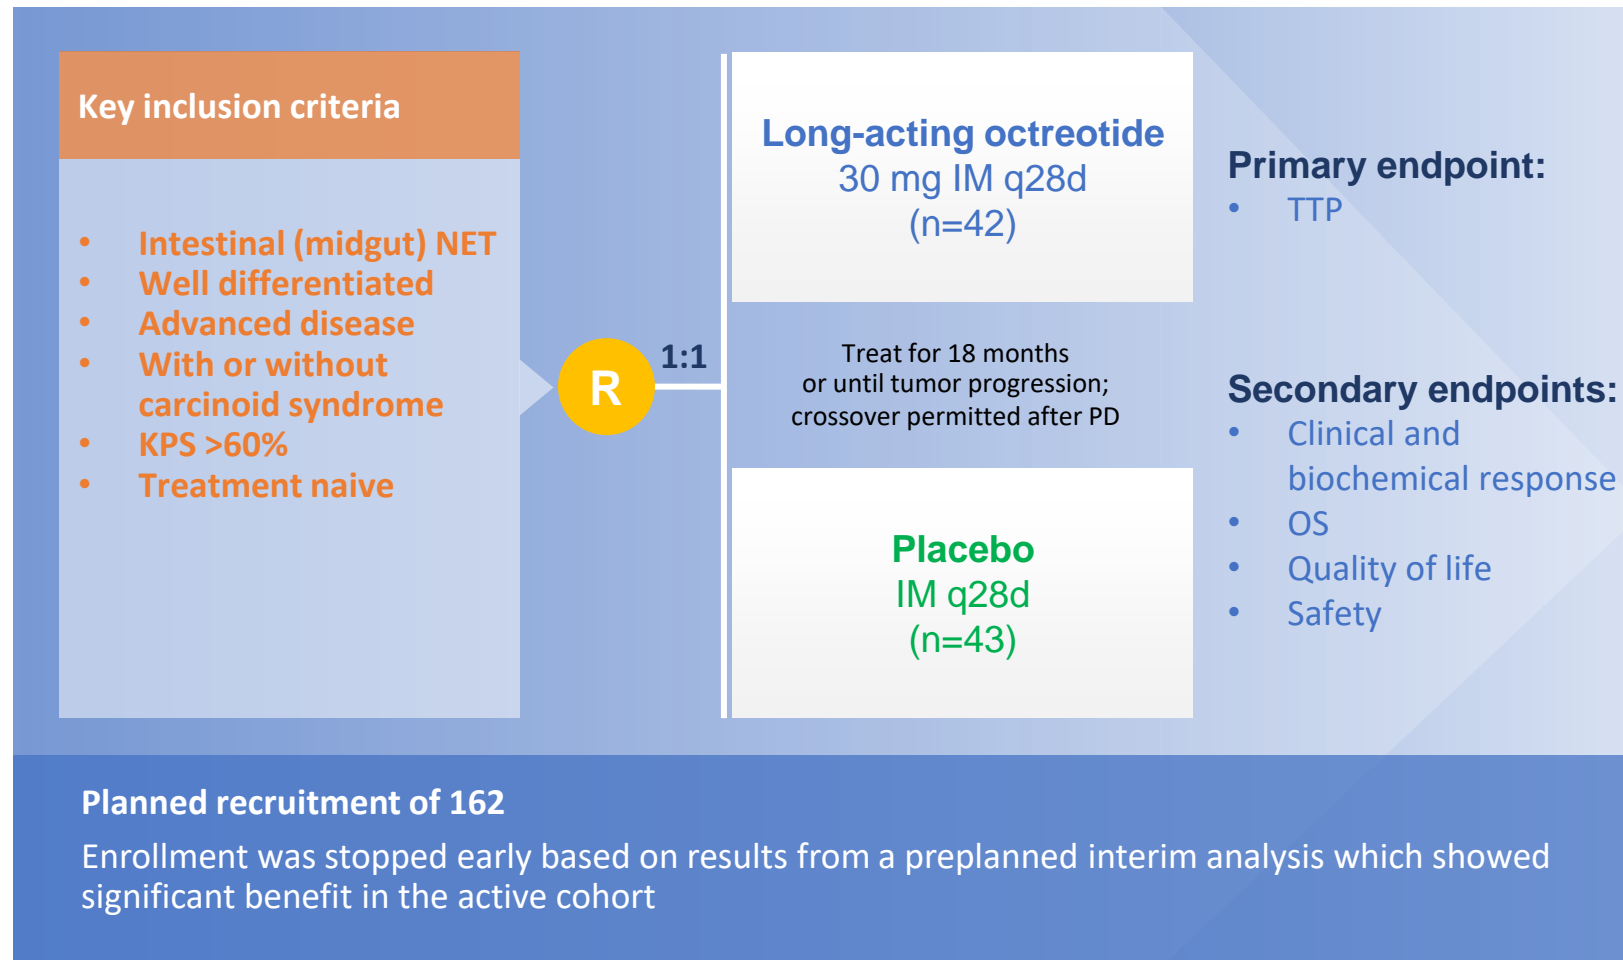 Key inclusion criteria
• Intestinal (midgut) NET
• Well differentiated
• Advanced disease
• With or without
carcinoid syndrome
• KPS >60%
• Treatment naive
R
1:1
Long-acting octreotide
30 mg IM q28d
(n=42)
Treat for 18 months
or until tumor progression;
crossover permitted after PD
Placebo
IM q28d
(n=43)
Primary endpoint:
• TTP
Secondary endpoints:
• Clinical and
biochemical response
• OS
• Quality of life
• Safety
Planned recruitment of 162
Enrollment was stopped early based on results from a preplanned interim analysis which showed
significant benefit in the active cohort